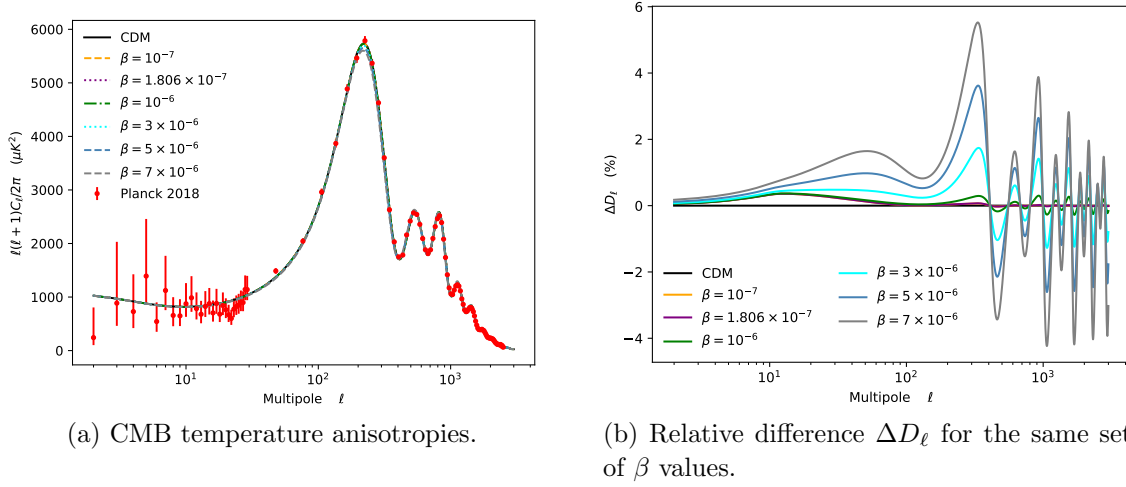 6000
5000
4000
3000
2000
1000
0
ℓ(ℓ + 1)Cℓ/2π (μK²)
CDM
β = 10⁻⁷
β = 1.806 × 10⁻⁷
β = 10⁻⁶
β = 3 × 10⁻⁶
β = 5 × 10⁻⁶
β = 7 × 10⁻⁶
Planck 2018
10¹
10²
10³
Multipole ℓ
(a) CMB temperature anisotropies.
6
4
2
0
−2
−4
ΔDℓ (%)
CDM
β = 10⁻⁷
β = 1.806 × 10⁻⁷
β = 10⁻⁶
β = 3 × 10⁻⁶
β = 5 × 10⁻⁶
β = 7 × 10⁻⁶
10¹
10²
10³
Multipole ℓ
(b) Relative difference ΔDℓ for the same set
of β values.